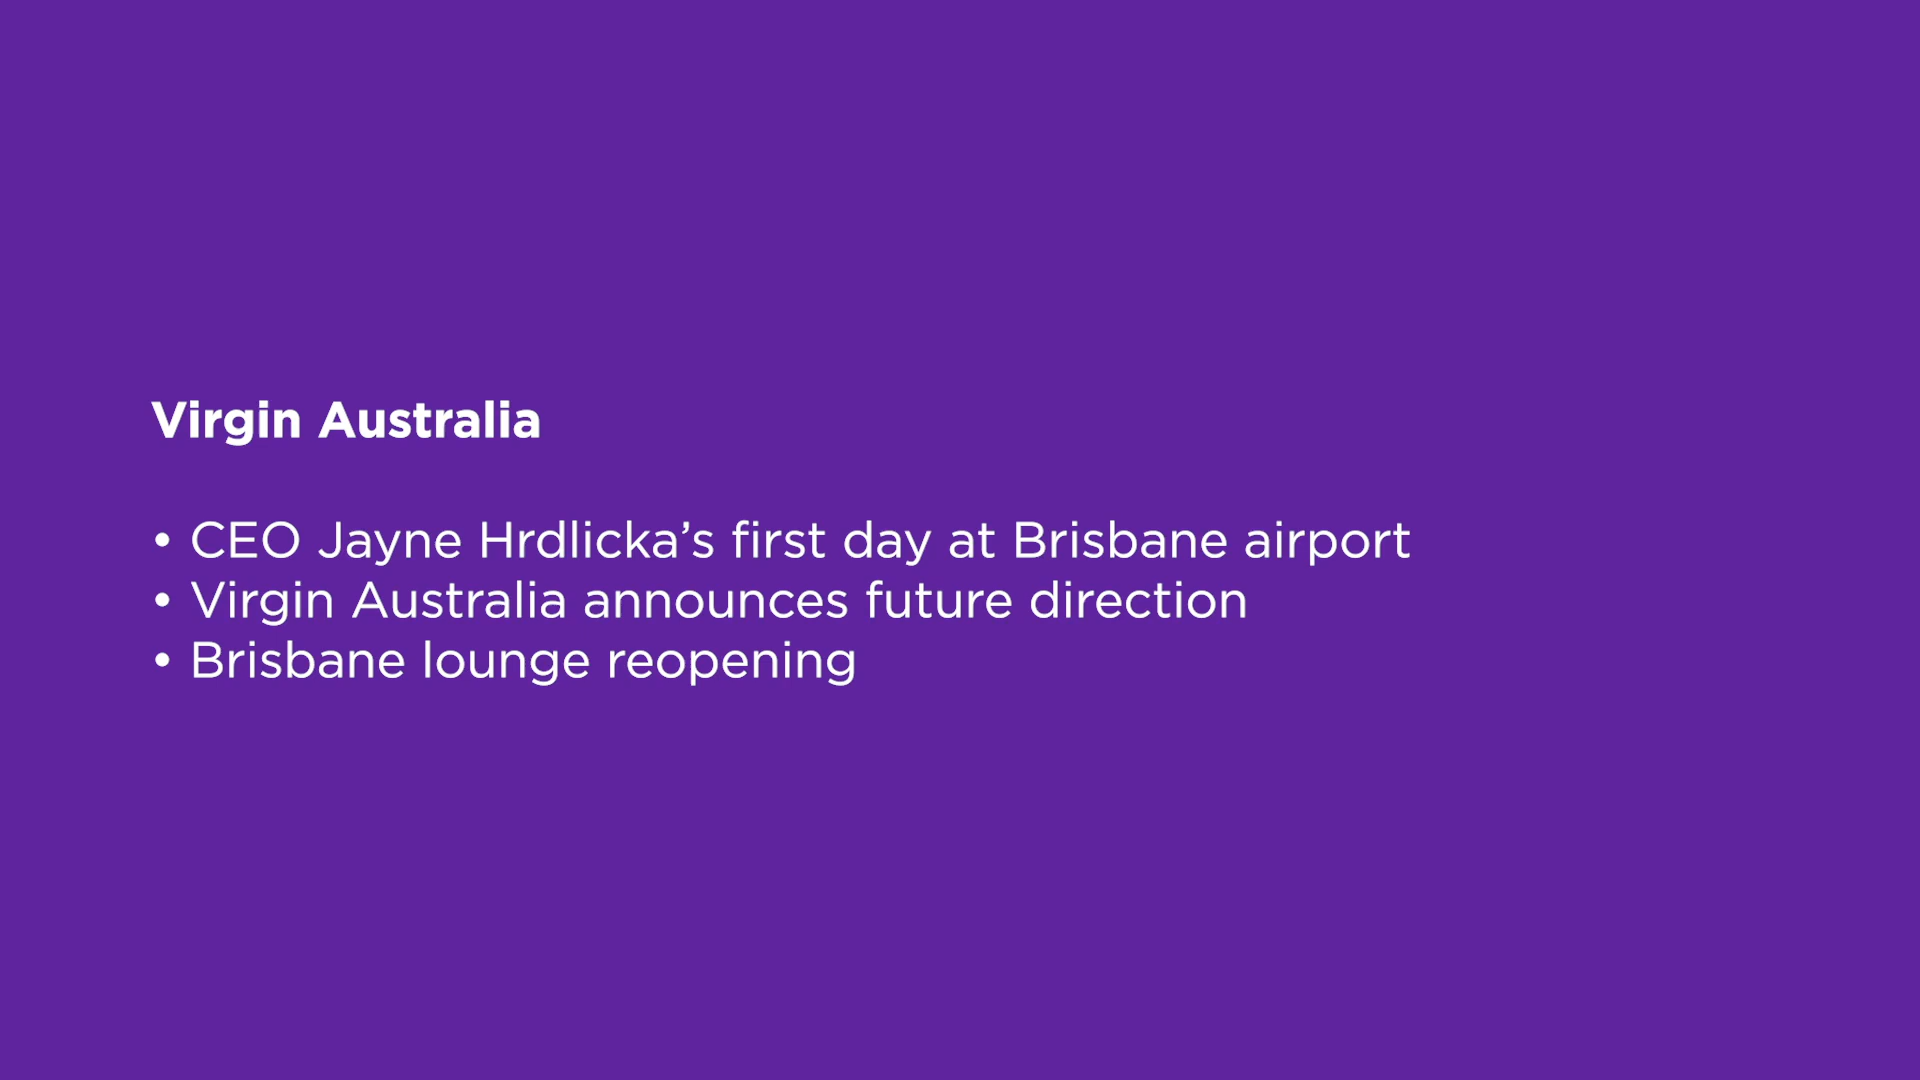 Virgin Australia
• CEO Jayne Hrdlicka’s first day at Brisbane airport
• Virgin Australia announces future direction
• Brisbane lounge reopening